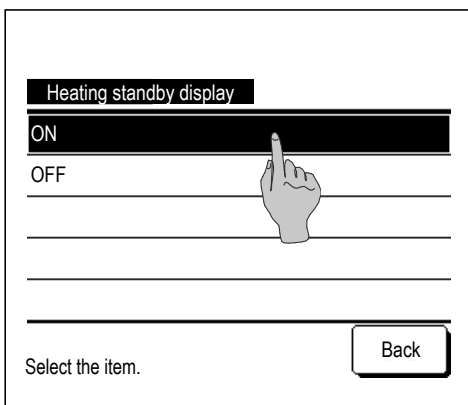 Heating standby display
ON
OFF
Select the item.
Back